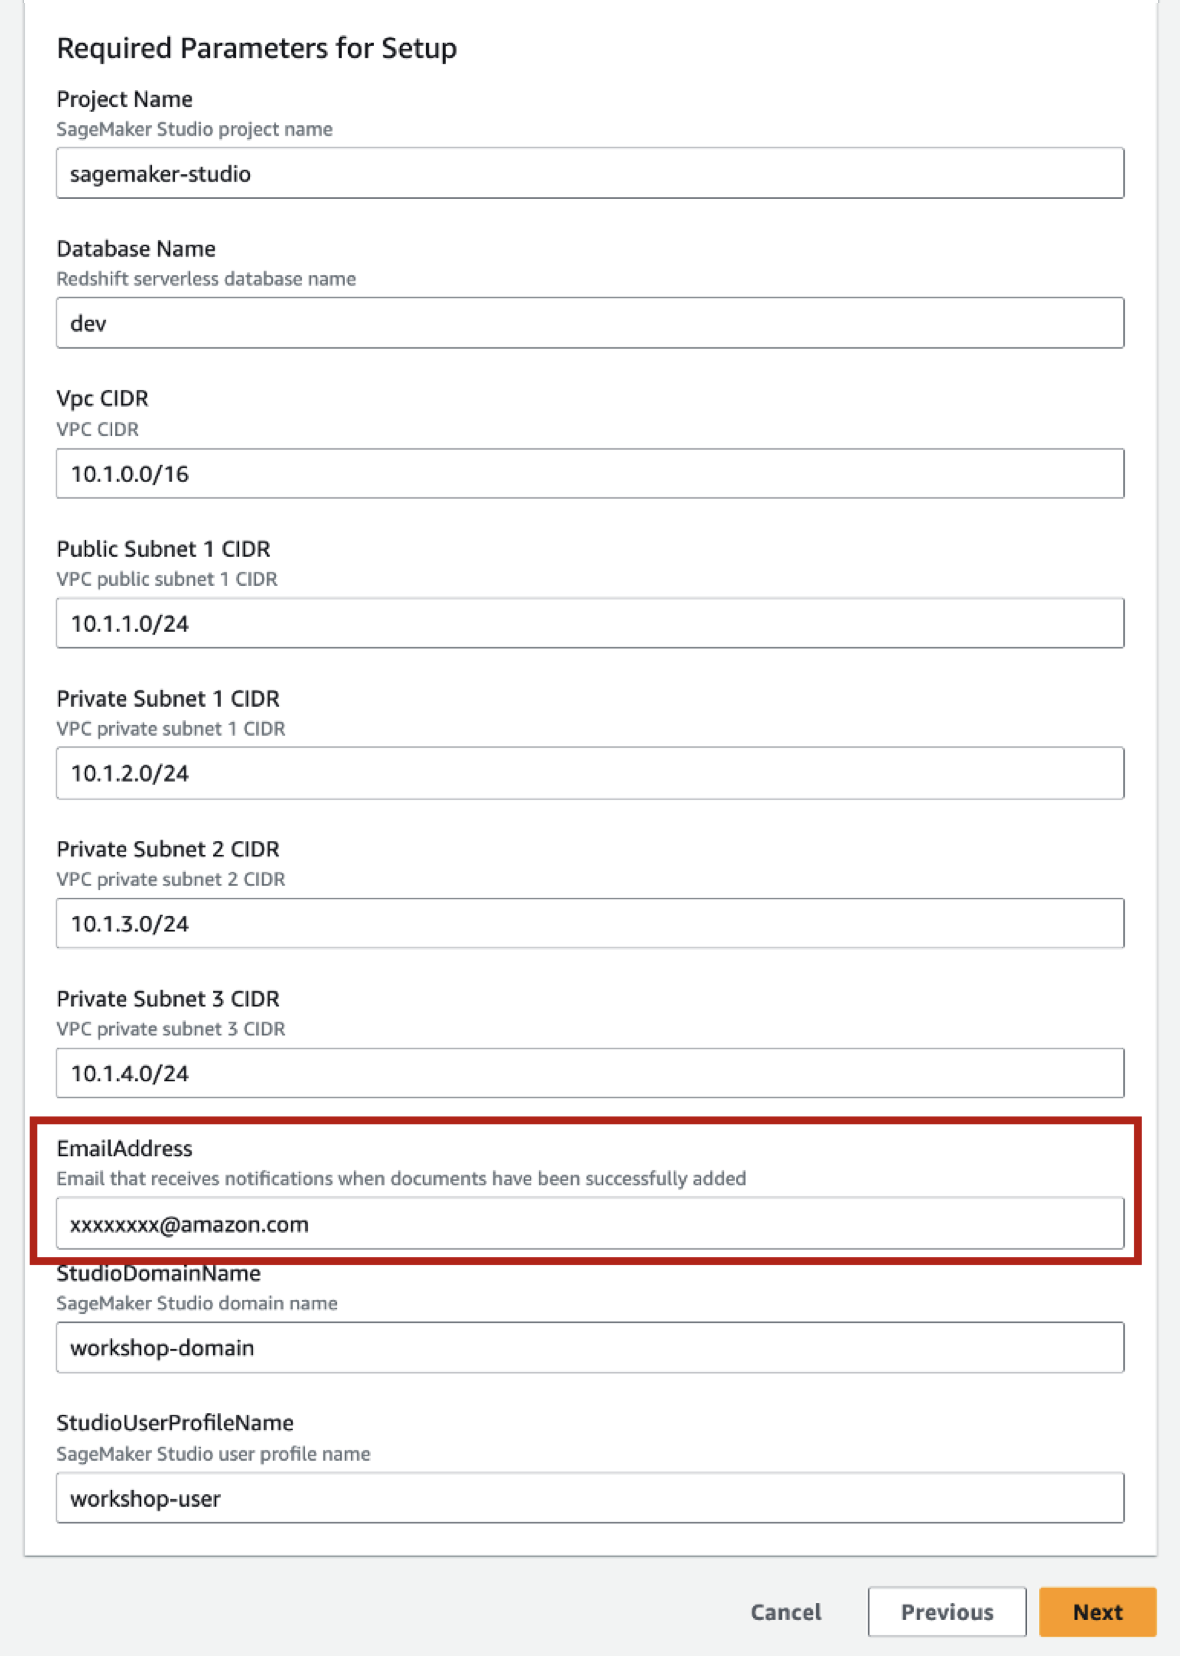 Required Parameters for Setup
Project Name
SageMaker Studio project name
sagemaker-studio
Database Name
Redshift serverless database name
dev
Vpc CIDR
VPC CIDR
10.1.0.0/16
Public Subnet 1 CIDR
VPC public subnet 1 CIDR
10.1.1.0/24
Private Subnet 1 CIDR
VPC private subnet 1 CIDR
10.1.2.0/24
Private Subnet 2 CIDR
VPC private subnet 2 CIDR
10.1.3.0/24
Private Subnet 3 CIDR
VPC private subnet 3 CIDR
10.1.4.0/24
EmailAddress
Email that receives notifications when documents have been successfully added
xxxxxxxx@amazon.com
StudioDomainName
SageMaker Studio domain name
workshop-domain
StudioUserProfileName
SageMaker Studio user profile name
workshop-user
Cancel Previous Next